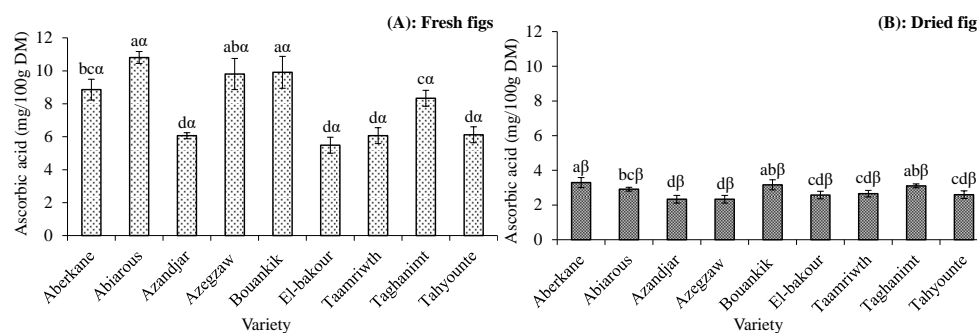 (A): Fresh figs
Ascorbic acid (mg/100g DM)
12
10
8
6
4
2
0
bcα
aα
dα
abα
aα
dα
dα
cα
dα
Aberkane
Abiarous
Azandjar
Azegzaw
Bouankik
El-bakour
Taamriwth
Taghanimt
Tahyounte
Variety
(B): Dried fig
Ascorbic acid (mg/100g DM)
12
10
8
6
4
2
0
aβ
bcβ
dβ
dβ
abβ
cdβ
cdβ
abβ
cdβ
Aberkane
Abiarous
Azandjar
Azegzaw
Bouankik
El-bakour
Taamriwth
Taghanimt
Tahyounte
Variety